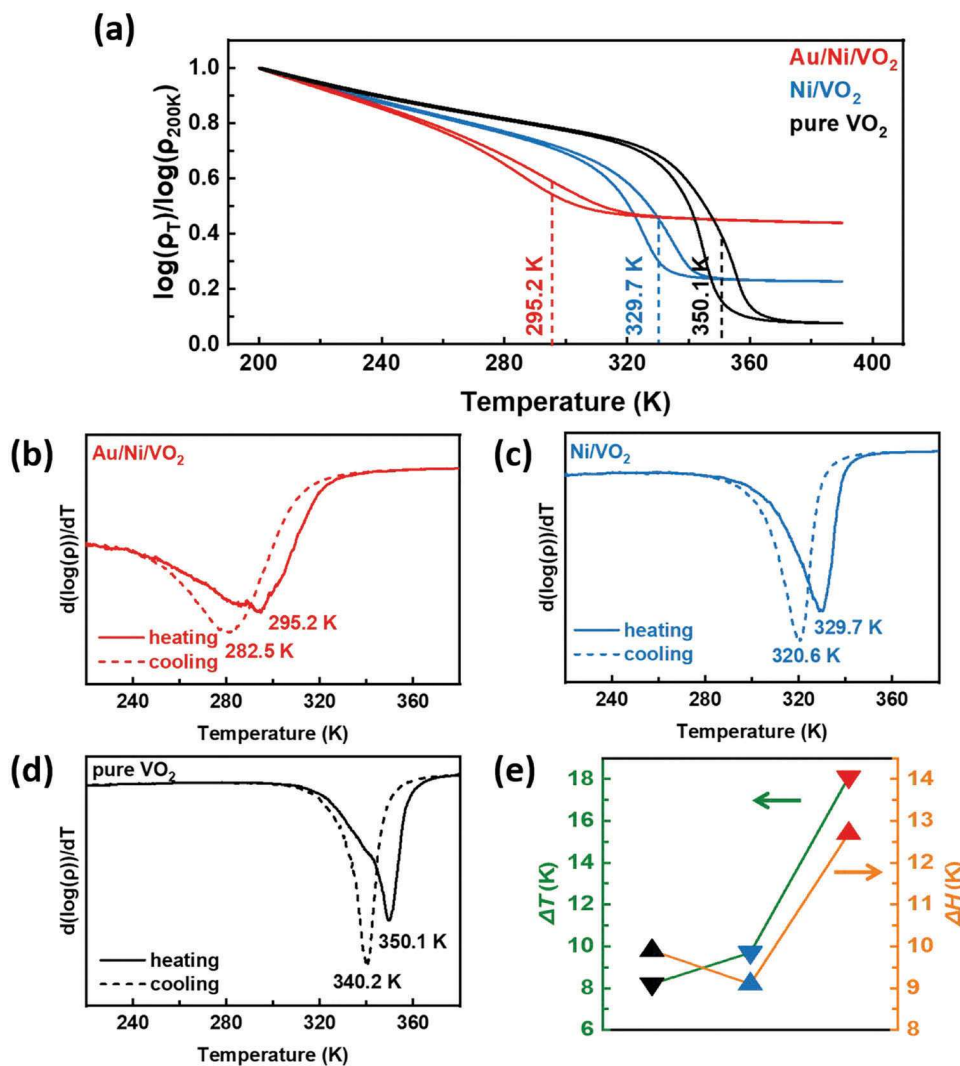 (a)
log(ρT)/log(ρ200K)
1.0
0.8
0.6
0.4
0.2
0.0
Au/Ni/VO2
Ni/VO2
pure VO2
295.2 K
329.7 K
350.1 K
200 240 280 320 360 400
Temperature (K)
(b)
Au/Ni/VO2
d(log(ρ))/dT
295.2 K
heating
282.5 K
cooling
240 280 320 360
Temperature (K)
(c)
Ni/VO2
d(log(ρ))/dT
heating
329.7 K
cooling
320.6 K
240 280 320 360
Temperature (K)
(d)
pure VO2
d(log(ρ))/dT
350.1 K
heating
340.2 K
cooling
240 280 320 360
Temperature (K)
(e)
ΔT (K)
18
16
14
12
10
8
6
14
13
12
11
10
9
8
ΔH (K)